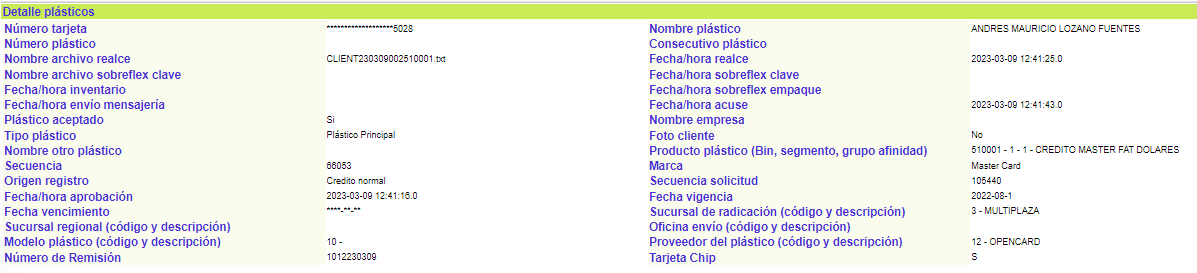 Detalle plásticos
Número tarjeta *******************5028 Nombre plástico ANDRES MAURICIO LOZANO FUENTES
Número plástico Consecutivo plástico
Nombre archivo realce CLIENT230309002510001.txt Fecha/hora realce 2023-03-09 12:41:25.0
Nombre archivo sobreflex clave Fecha/hora sobreflex clave
Fecha/hora inventario Fecha/hora sobreflex empaque
Fecha/hora envío mensajería Fecha/hora acuse 2023-03-09 12:41:43.0
Plástico aceptado Si Nombre empresa
Tipo plástico Plástico Principal Foto cliente No
Nombre otro plástico Producto plástico (Bin, segmento, grupo afinidad) 510001 - 1 - 1 - CREDITO MASTER FAT DOLARES
Secuencia 66053 Marca Master Card
Origen registro Credito normal Secuencia solicitud 105440
Fecha/hora aprobación 2023-03-09 12:41:16.0 Fecha vigencia 2022-08-1
Fecha vencimiento ****-**-** Sucursal de radicación (código y descripción) 3 - MULTIPLAZA
Sucursal regional (código y descripción) Oficina envío (código y descripción)
Modelo plástico (código y descripción) 10 - Proveedor del plástico (código y descripción) 12 - OPENCARD
Número de Remisión 1012230309 Tarjeta Chip S